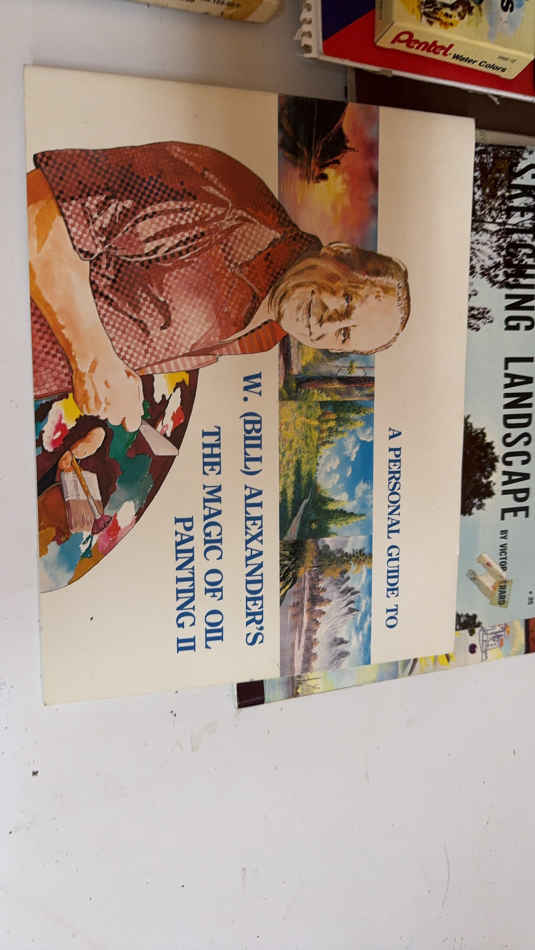 A PERSONAL GUIDE TO
W. (BILL) ALEXANDER'S
THE MAGIC OF OIL
PAINTING II
SKETCHING LANDSCAPE
BY VICTOR
Pentel
Water Colors